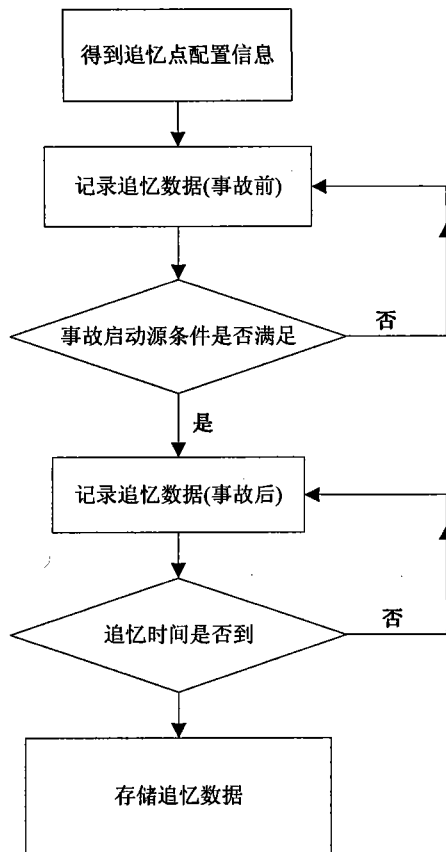 得到追忆点配置信息
记录追忆数据(事故前)
事故启动源条件是否满足
否
是
记录追忆数据(事故后)
追忆时间是否到
否
存储追忆数据